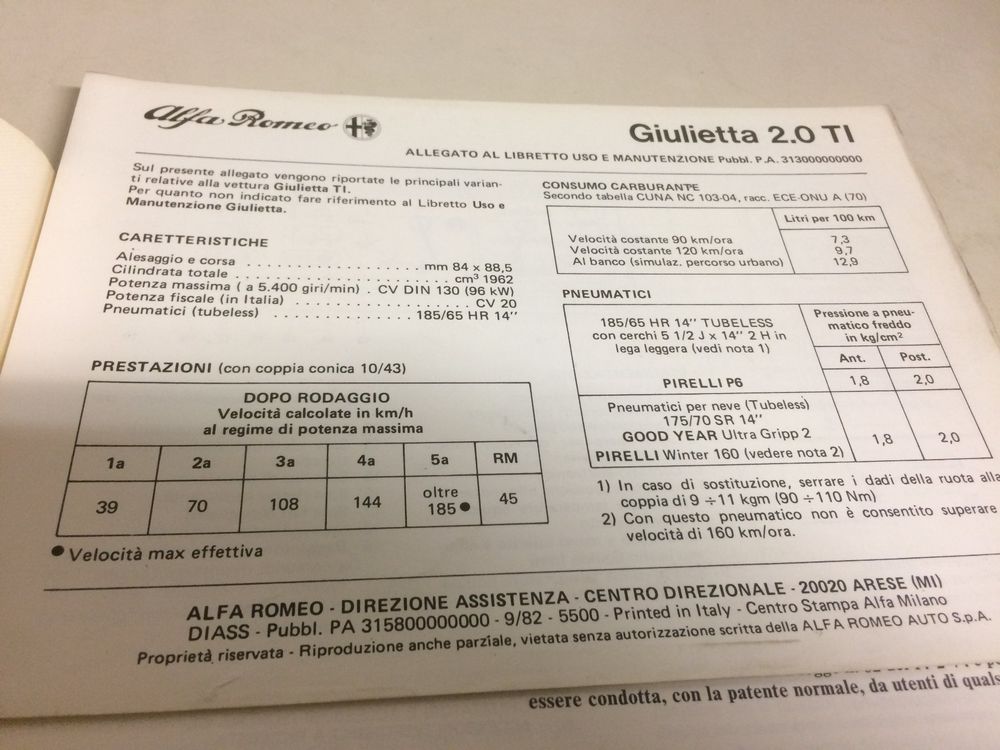 Alfa Romeo
Giulietta 2.0 TI
ALLEGATO AL LIBRETTO USO E MANUTENZIONE Pubbl. P.A. 313000000000
Sul presente allegato vengono riportate le principali varian-
ti relative alla vettura Giulietta TI.
Per quanto non indicato fare riferimento al Libretto Uso e
Manutenzione Giulietta.
CARETTERISTICHE
Alesaggio e corsa . . . . . . . . . . . . . . . . . mm 84 x 88,5
Cilindrata totale . . . . . . . . . . . . . . . . . . . . cm³ 1962
Potenza massima ( a 5.400 giri/min) . CV DIN 130 (96 kW)
Potenza fiscale (in Italia) . . . . . . . . . . . . . . . . . CV 20
Pneumatici (tubeless) . . . . . . . . . . . . . 185/65 HR 14"
PRESTAZIONI (con coppia conica 10/43)
DOPO RODAGGIO
Velocità calcolate in km/h
al regime di potenza massima
1a 2a 3a 4a 5a RM
39 70 108 144 oltre 185● 45
● Velocità max effettiva
CONSUMO CARBURANTE
Secondo tabella CUNA NC 103-04, racc. ECE-ONU A (70)
Litri per 100 km
Velocità costante 90 km/ora 7,3
Velocità costante 120 km/ora 9,7
Al banco (simulaz. percorso urbano) 12,9
PNEUMATICI
185/65 HR 14" TUBELESS
con cerchi 5 1/2 J x 14" 2 H in
lega leggera (vedi nota 1)
PIRELLI P6
Pressione a pneu-
matico freddo
in kg/cm²
Ant. Post.
1,8 2,0
Pneumatici per neve (Tubeless)
175/70 SR 14"
GOOD YEAR Ultra Gripp 2
PIRELLI Winter 160 (vedere nota 2)
1,8 2,0
1) In caso di sostituzione, serrare i dadi della ruota alla
coppia di 9 ÷11 kgm (90 ÷110 Nm)
2) Con questo pneumatico non è consentito superare
velocità di 160 km/ora.
ALFA ROMEO - DIREZIONE ASSISTENZA - CENTRO DIREZIONALE - 20020 ARESE (MI)
DIASS - Pubbl. PA 315800000000 - 9/82 - 5500 - Printed in Italy - Centro Stampa Alfa Milano
Proprietà riservata - Riproduzione anche parziale, vietata senza autorizzazione scritta della ALFA ROMEO AUTO S.p.A.
essere condotta, con la patente normale, da utenti di quals